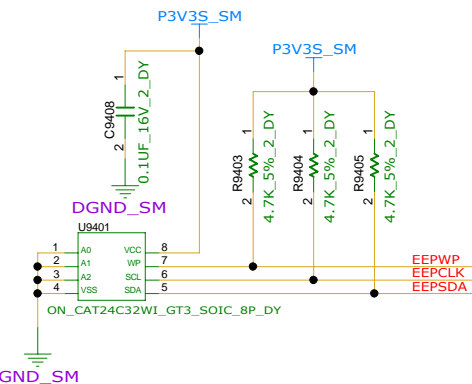 P3V3S_SM
P3V3S_SM
1
C9408
2
0.1UF_16V_2_DY
DGND_SM
1
R9403
2
4.7K_5%_2_DY
1
R9404
2
4.7K_5%_2_DY
1
R9405
2
4.7K_5%_2_DY
U9401
1 A0 VCC 8
2 A1 WP 7
3 A2 SCL 6
4 VSS SDA 5
EEPWP
EEPCLK
EEPSDA
ON_CAT24C32WI_GT3_SOIC_8P_DY
GND_SM